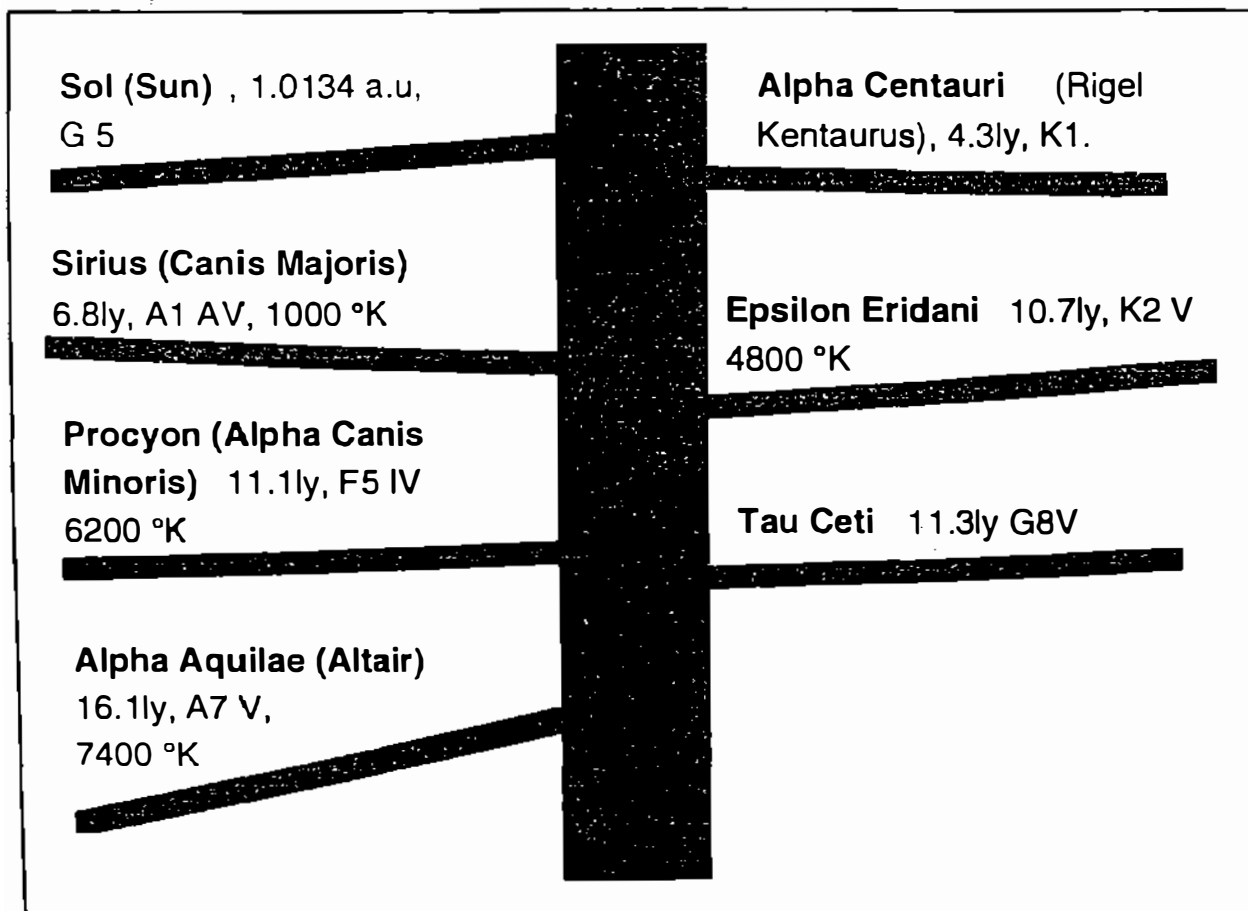 Sol (Sun) , 1.0134 a.u,
G 5
Sirius (Canis Majoris)
6.8ly, A1 AV, 1000 °K
Procyon (Alpha Canis
Minoris) 11.1ly, F5 IV
6200 °K
Alpha Aquilae (Altair)
16.1ly, A7 V,
7400 °K
Alpha Centauri (Rigel
Kentaurus), 4.3ly, K1.
Epsilon Eridani 10.7ly, K2 V
4800 °K
Tau Ceti 11.3ly G8V